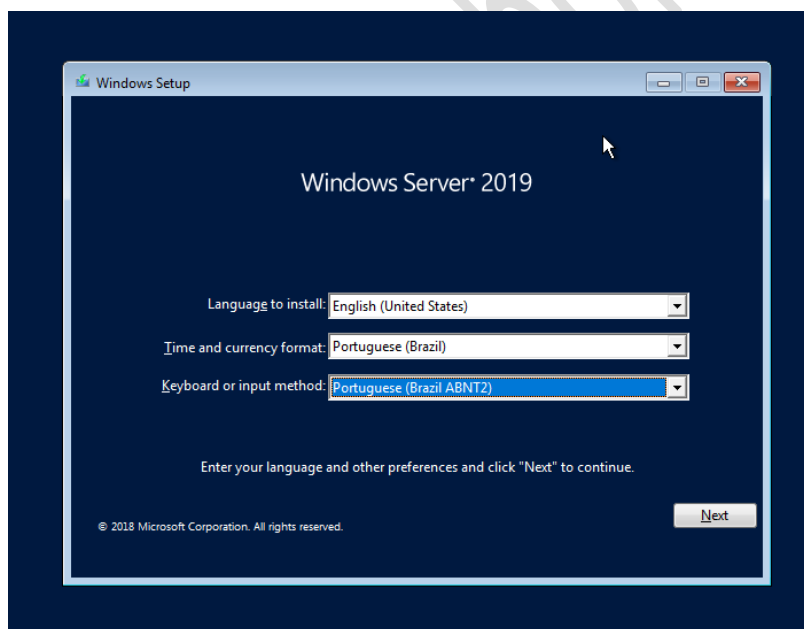 Windows Setup
Windows Server® 2019
Language to install: English (United States)
Time and currency format: Portuguese (Brazil)
Keyboard or input method: Portuguese (Brazil ABNT2)
Enter your language and other preferences and click "Next" to continue.
Next
© 2018 Microsoft Corporation. All rights reserved.